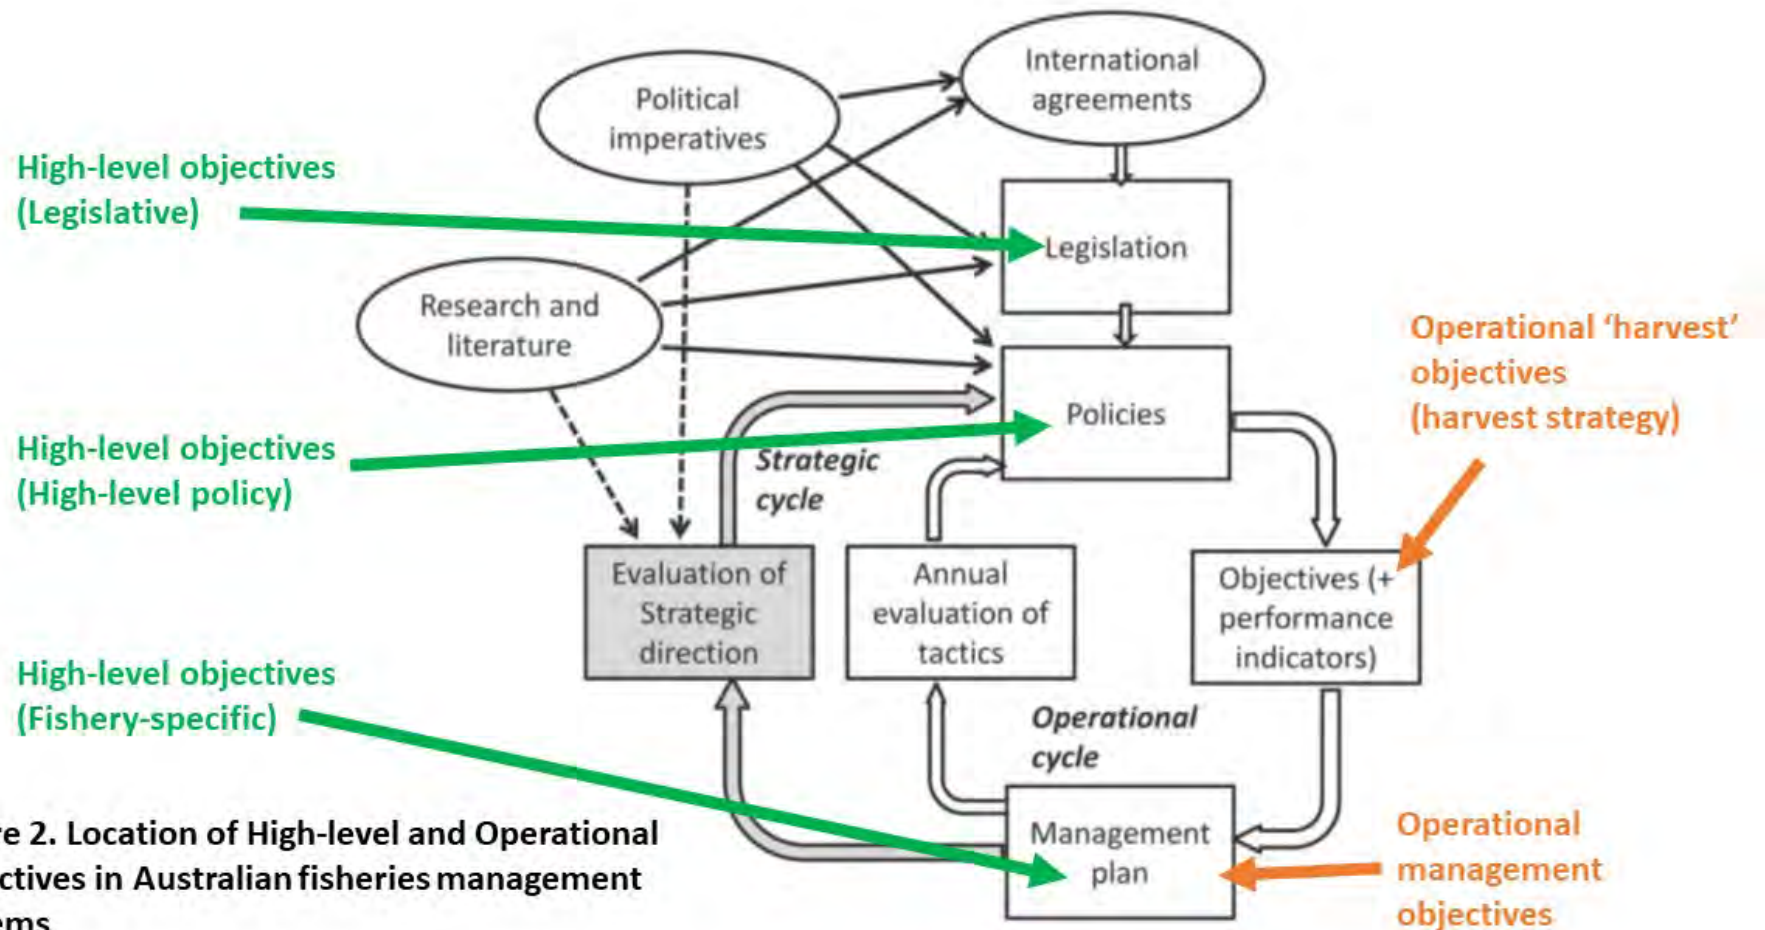 International
agreements
Political
imperatives
High-level objectives
(Legislative)
Legislation
Research and
literature
Operational ‘harvest’
objectives
(harvest strategy)
Policies
High-level objectives
(High-level policy)
Strategic
cycle
Evaluation of
Strategic
direction
Annual
evaluation of
tactics
Objectives (+
performance
indicators)
High-level objectives
(Fishery-specific)
Operational
cycle
Management
plan
Operational
management
objectives
re 2. Location of High-level and Operational
ctives in Australian fisheries management
ems